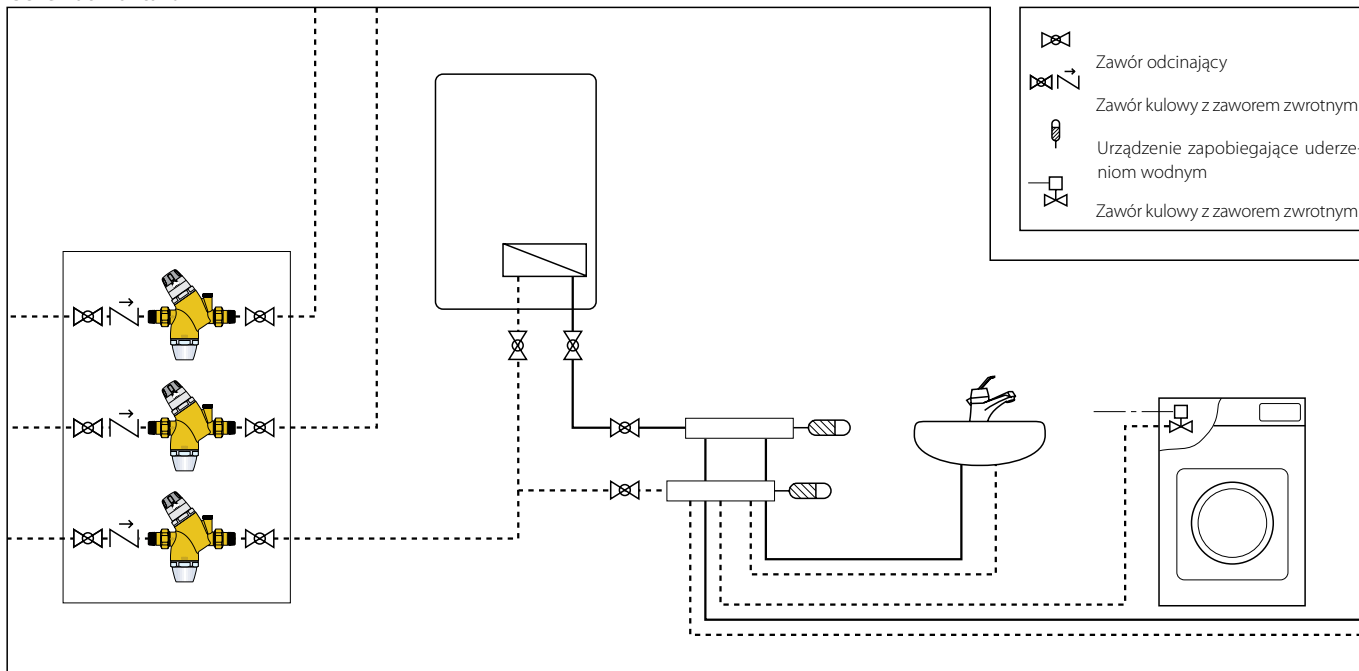 Zawór odcinający
Zawór kulowy z zaworem zwrotnym
Urządzenie zapobiegające uderze-
niom wodnym
Zawór kulowy z zaworem zwrotnym